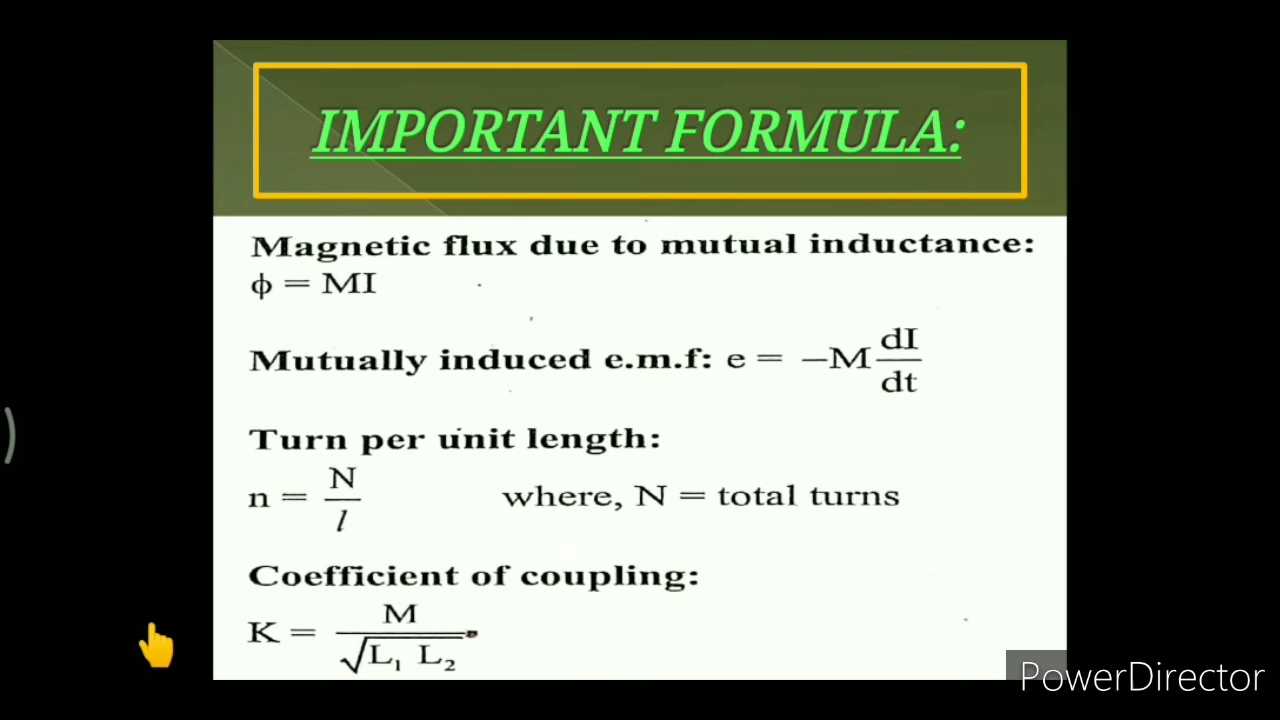 IMPORTANT FORMULA:
Magnetic flux due to mutual inductance:
ϕ = MI
Mutually induced e.m.f: e = −M dI/dt
Turn per unit length:
n = N/l where, N = total turns
Coefficient of coupling:
K = M/√L₁ L₂
PowerDirector